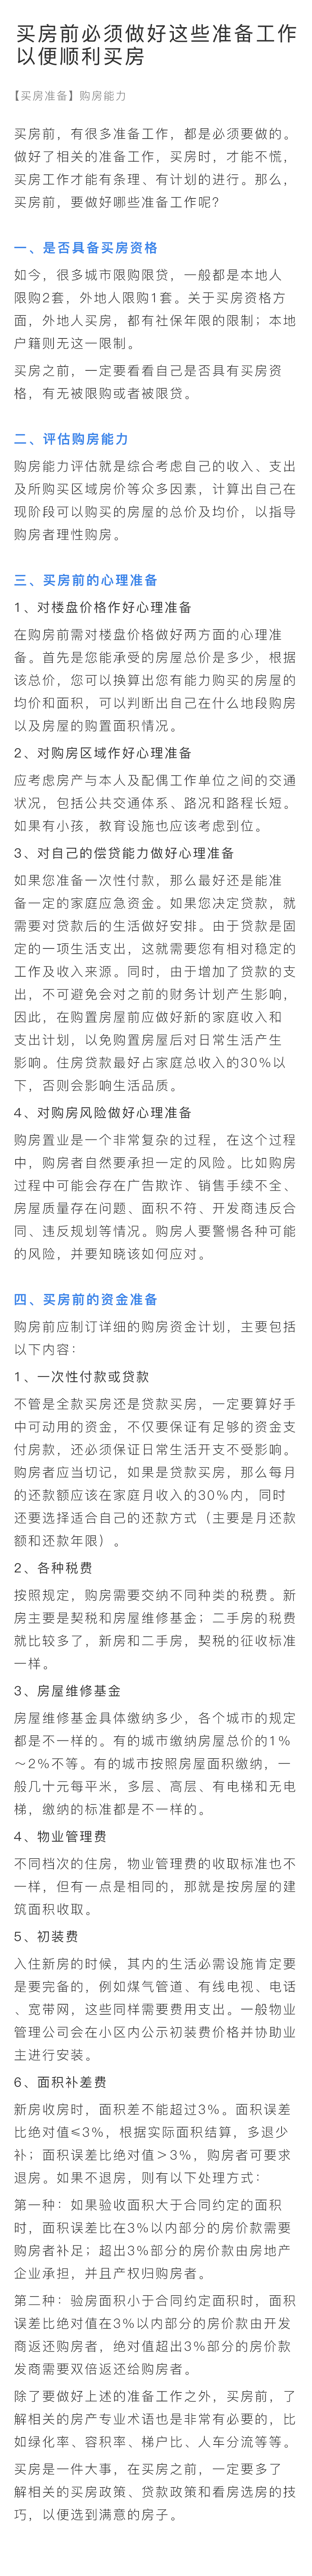 买房前必须做好这些准备工作
以便顺利买房
【买房准备】购房能力
买房前，有很多准备工作，都是必须要做的。
做好了相关的准备工作，买房时，才能不慌，
买房工作才能有条理、有计划的进行。那么，
买房前，要做好哪些准备工作呢？
一、是否具备买房资格
如今，很多城市限购限贷，一般都是本地人
限购2套，外地人限购1套。关于买房资格方
面，外地人买房，都有社保年限的限制；本地
户籍则无这一限制。
买房之前，一定要看看自己是否具有买房资
格，有无被限购或者被限贷。
二、评估购房能力
购房能力评估就是综合考虑自己的收入、支出
及所购买区域房价等众多因素，计算出自己在
现阶段可以购买的房屋的总价及均价，以指导
购房者理性购房。
三、买房前的心理准备
1、对楼盘价格作好心理准备
在购房前需对楼盘价格做好两方面的心理准
备。首先是您能承受的房屋总价是多少，根据
该总价，您可以换算出您有能力购买的房屋的
均价和面积，可以判断出自己在什么地段购房
以及房屋的购置面积情况。
2、对购房区域作好心理准备
应考虑房产与本人及配偶工作单位之间的交通
状况，包括公共交通体系、路况和路程长短。
如果有小孩，教育设施也应该考虑到位。
3、对自己的偿贷能力做好心理准备
如果您准备一次性付款，那么最好还是能准
备一定的家庭应急资金。如果您决定贷款，就
需要对贷款后的生活做好安排。由于贷款是固
定的一项生活支出，这就需要您有相对稳定的
工作及收入来源。同时，由于增加了贷款的支
出，不可避免会对之前的财务计划产生影响，
因此，在购置房屋前应做好新的家庭收入和
支出计划，以免购置房屋后对日常生活产生
影响。住房贷款最好占家庭总收入的30%以
下，否则会影响生活品质。
4、对购房风险做好心理准备
购房置业是一个非常复杂的过程，在这个过程
中，购房者自然要承担一定的风险。比如购房
过程中可能会存在广告欺诈、销售手续不全、
房屋质量存在问题、面积不符、开发商违反合
同、违反规划等情况。购房人要警惕各种可能
的风险，并要知晓该如何应对。
四、买房前的资金准备
购房前应制订详细的购房资金计划，主要包括
以下内容：
1、一次性付款或贷款
不管是全款买房还是贷款买房，一定要算好手
中可动用的资金，不仅要保证有足够的资金支
付房款，还必须保证日常生活开支不受影响。
购房者应当切记，如果是贷款买房，那么每月
的还款额应该在家庭月收入的30%内，同时
还要选择适合自己的还款方式（主要是月还款
额和还款年限）。
2、各种税费
按照规定，购房需要交纳不同种类的税费。新
房主要是契税和房屋维修基金；二手房的税费
就比较多了，新房和二手房，契税的征收标准
一样。
3、房屋维修基金
房屋维修基金具体缴纳多少，各个城市的规定
都是不一样的。有的城市缴纳房屋总价的1%
～2%不等。有的城市按照房屋面积缴纳，一
般几十元每平米，多层、高层、有电梯和无电
梯，缴纳的标准都是不一样的。
4、物业管理费
不同档次的住房，物业管理费的收取标准也不
一样，但有一点是相同的，那就是按房屋的建
筑面积收取。
5、初装费
入住新房的时候，其内的生活必需设施肯定要
是要完备的，例如煤气管道、有线电视、电话
、宽带网，这些同样需要费用支出。一般物业
管理公司会在小区内公示初装费价格并协助业
主进行安装。
6、面积补差费
新房收房时，面积差不能超过3%。面积误差
比绝对值≤3%，根据实际面积结算，多退少
补；面积误差比绝对值＞3%，购房者可要求
退房。如果不退房，则有以下处理方式：
第一种：如果验收面积大于合同约定的面积
时，面积误差比在3%以内部分的房价款需要
购房者补足；超出3%部分的房价款由房地产
企业承担，并且产权归购房者。
第二种：验房面积小于合同约定面积时，面积
误差比绝对值在3%以内部分的房价款由开发
商返还购房者，绝对值超出3%部分的房价款
发商需要双倍返还给购房者。
除了要做好上述的准备工作之外，买房前，了
解相关的房产专业术语也是非常有必要的，比
如绿化率、容积率、梯户比、人车分流等等。
买房是一件大事，在买房之前，一定要多了
解相关的买房政策、贷款政策和看房选房的技
巧，以便选到满意的房子。